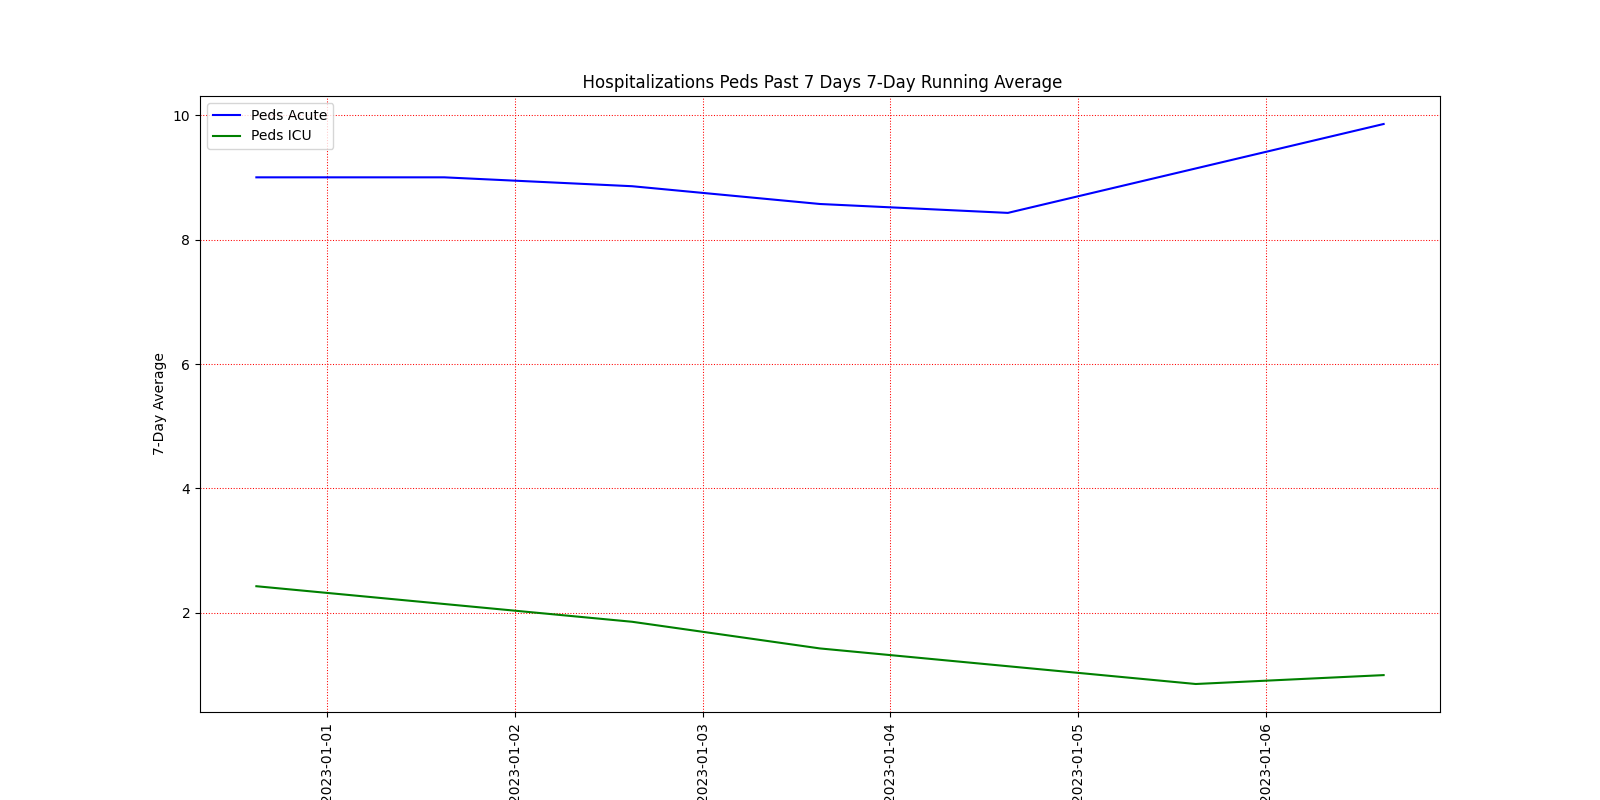 Hospitalizations Peds Past 7 Days 7-Day Running Average
Peds Acute
Peds ICU
10
8
6
4
2
7-Day Average
2023-01-01
2023-01-02
2023-01-03
2023-01-04
2023-01-05
2023-01-06